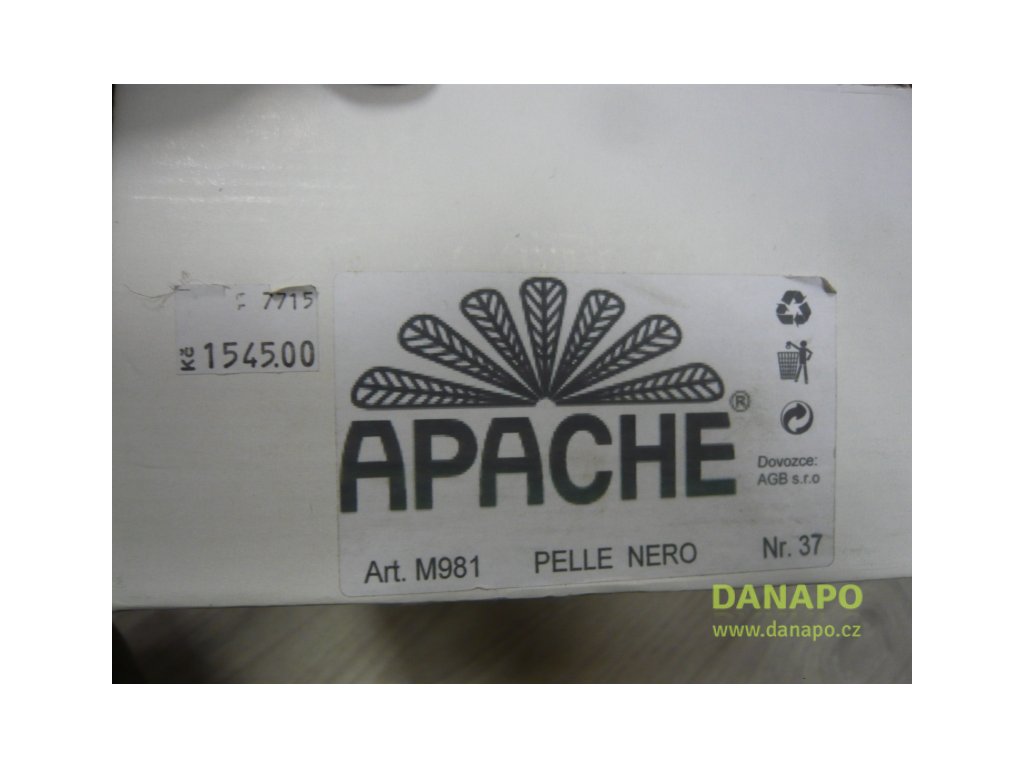 7715
Kč 1545.00
APACHE®
Dovozce:
AGB s.r.o
Art. M981 PELLE NERO Nr. 37
DANAPO
www.danapo.cz